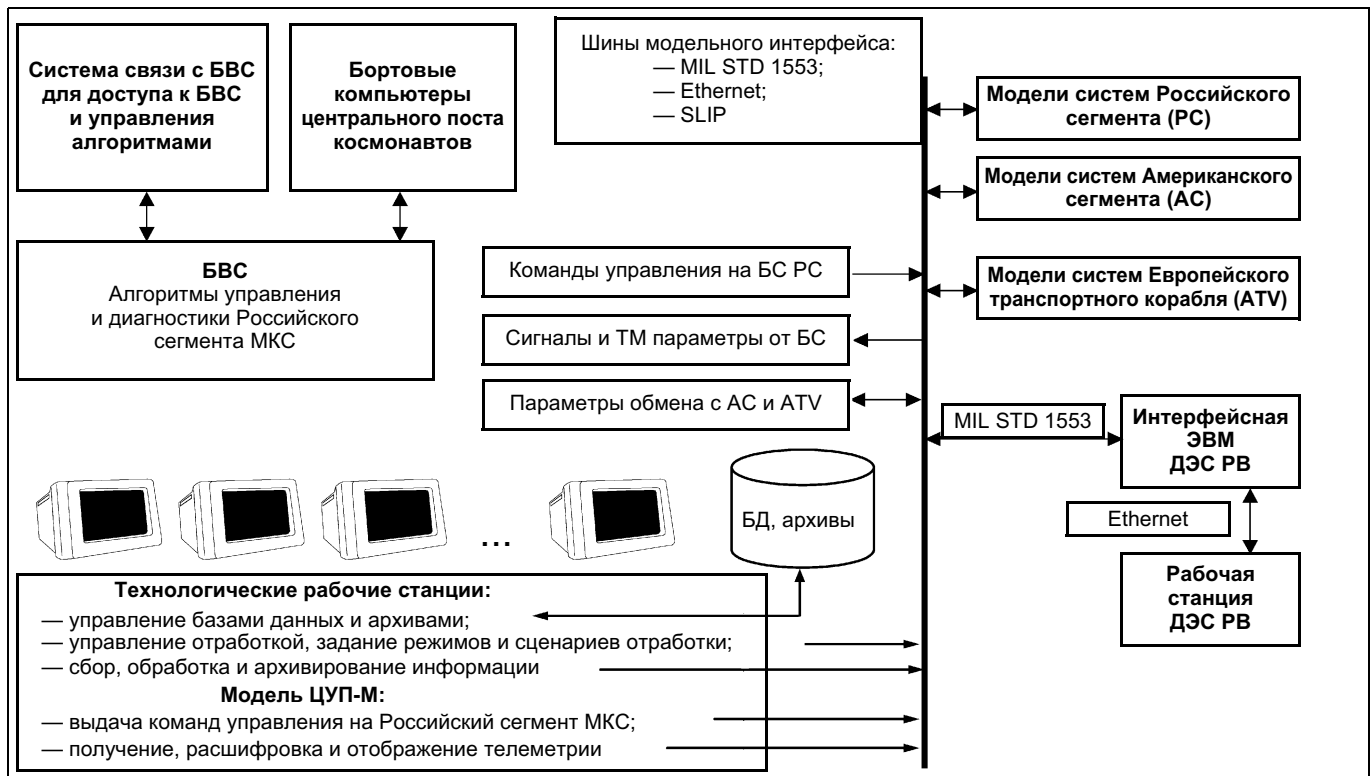 Система связи с БВС
для доступа к БВС
и управления
алгоритмами
Бортовые
компьютеры
центрального поста
космонавтов
Шины модельного интерфейса:
— MIL STD 1553;
— Ethernet;
— SLIP
Модели систем Российского
сегмента (РС)
Модели систем Американского
сегмента (АС)
БВС
Алгоритмы управления
и диагностики Российского
сегмента МКС
Команды управления на БС РС
Модели систем Европейского
транспортного корабля (ATV)
Сигналы и ТМ параметры от БС
Параметры обмена с АС и ATV
MIL STD 1553
Интерфейсная
ЭВМ
ДЭС РВ
Ethernet
Рабочая
станция
ДЭС РВ
...
БД, архивы
Технологические рабочие станции:
— управление базами данных и архивами;
— управление отработкой, задание режимов и сценариев отработки;
— сбор, обработка и архивирование информации
Модель ЦУП-М:
— выдача команд управления на Российский сегмент МКС;
— получение, расшифровка и отображение телеметрии